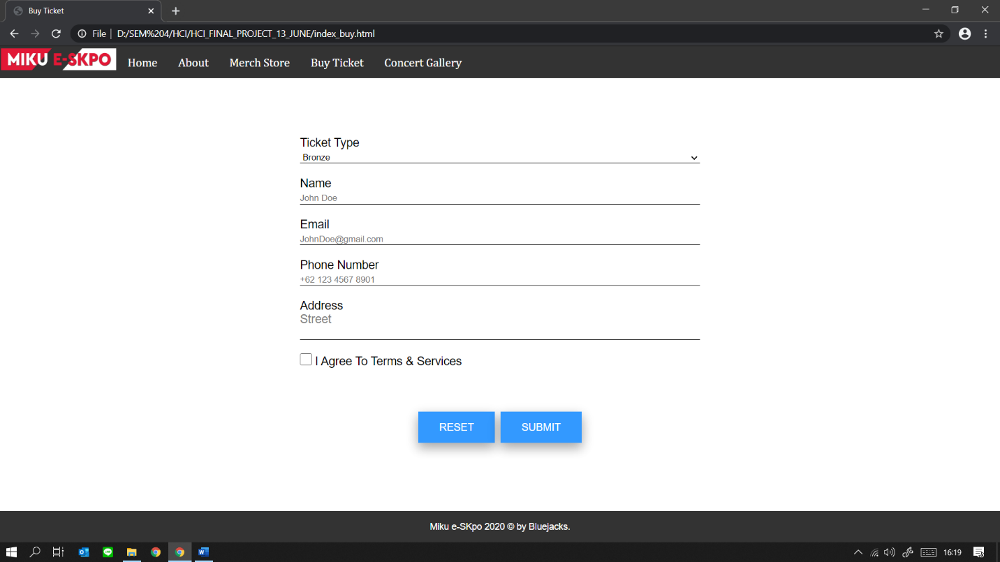 Buy Ticket
File | D:/SEM%204/HCI/HCI_FINAL_PROJECT_13_JUNE/index_buy.html
MIKU E-SKPO Home About Merch Store Buy Ticket Concert Gallery
Ticket Type
Bronze
Name
John Doe
Email
JohnDoe@gmail.com
Phone Number
+62 123 4567 8901
Address
Street
I Agree To Terms & Services
RESET SUBMIT
Miku e-SKpo 2020 © by Bluejacks.
16:19